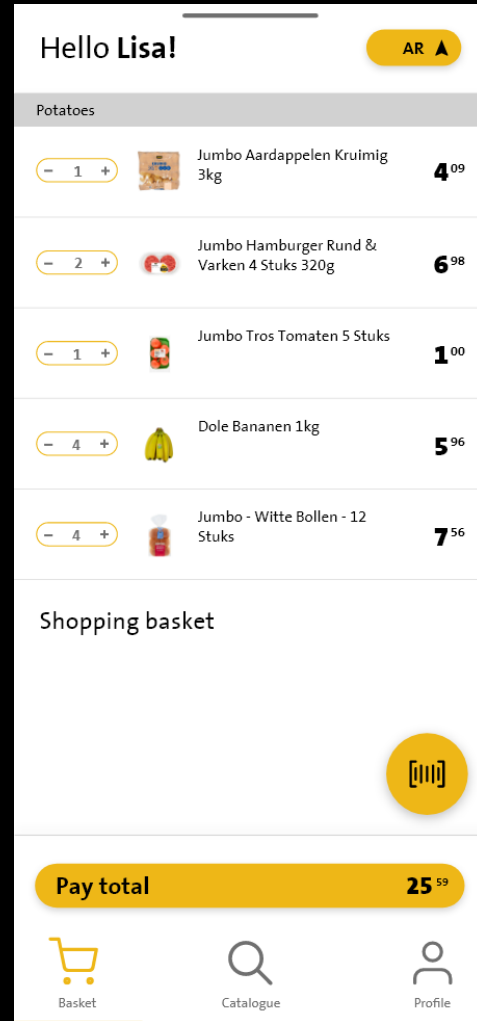 Hello Lisa!
AR
Potatoes
1
Jumbo Aardappelen Kruimig
3kg
4 09
2
Jumbo Hamburger Rund &
Varken 4 Stuks 320g
6 98
1
Jumbo Tros Tomaten 5 Stuks
1 00
4
Dole Bananen 1kg
5 96
4
Jumbo - Witte Bollen - 12
Stuks
7 56
Shopping basket
Pay total
25 59
Basket
Catalogue
Profile